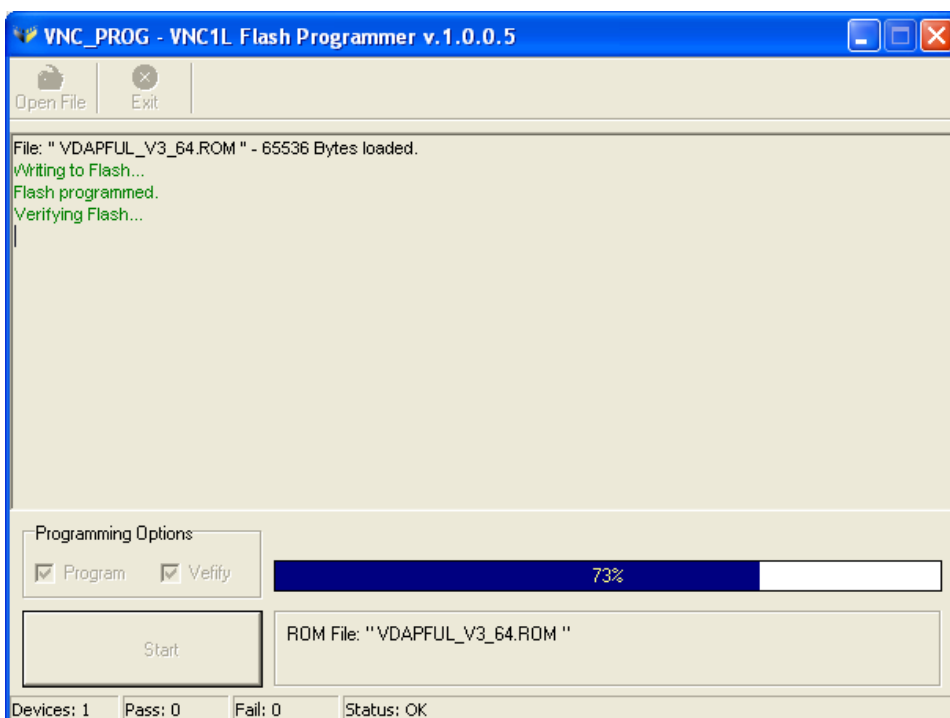 VNC_PROG - VNC1L Flash Programmer v.1.0.0.5
Open File Exit
File: " VDAPFUL_V3_64.ROM " - 65536 Bytes loaded.
Writing to Flash...
Flash programmed.
Verifying Flash...
Programming Options
Program Vefify
73%
Start
ROM File: " VDAPFUL_V3_64.ROM "
Devices: 1 Pass: 0 Fail: 0 Status: OK